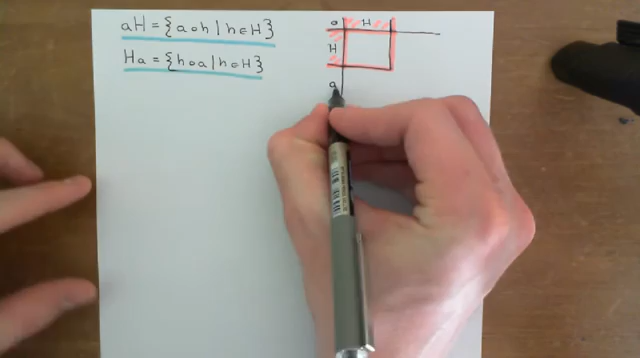 aH = {a∘h | h∈H}
Ha = {h∘a | h∈H}
∘ H
H
a